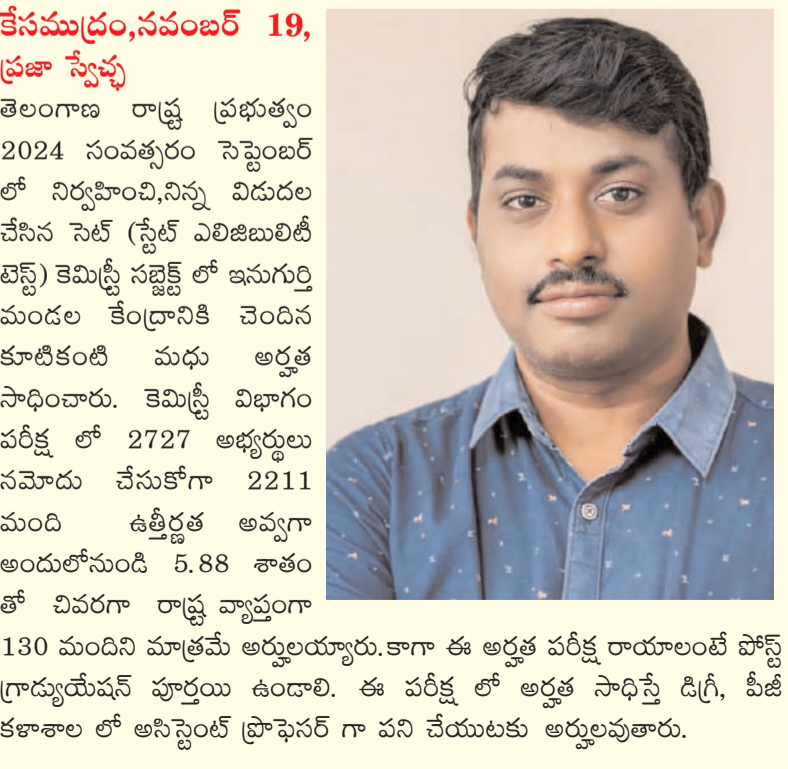 కేసముద్రం,నవంబర్ 19,
ప్రజా స్వేచ్ఛ
తెలంగాణ రాష్ట్ర ప్రభుత్వం
2024 సంవత్సరం సెప్టెంబర్
లో నిర్వహించి,నిన్న విడుదల
చేసిన సెట్ (స్టేట్ ఎలిజిబులిటీ
టెస్ట్) కెమిస్ట్రీ సబ్జెక్ట్ లో ఇనుగుర్తి
మండల కేంద్రానికి చెందిన
కూటికంటి మధు అర్హత
సాధించారు. కెమిస్ట్రీ విభాగం
పరీక్ష లో 2727 అభ్యర్థులు
నమోదు చేసుకోగా 2211
మంది ఉత్తీర్ణత అవ్వగా
అందులోనుండి 5.88 శాతం
తో చివరగా రాష్ట్ర వ్యాప్తంగా
130 మందిని మాత్రమే అర్హులయ్యారు.కాగా ఈ అర్హత పరీక్ష రాయాలంటే పోస్ట్
గ్రాడ్యుయేషన్ పూర్తయి ఉండాలి. ఈ పరీక్ష లో అర్హత సాధిస్తే డిగ్రీ, పీజీ
కళాశాల లో అసిస్టెంట్ ప్రొఫెసర్ గా పని చేయుటకు అర్హులవుతారు.